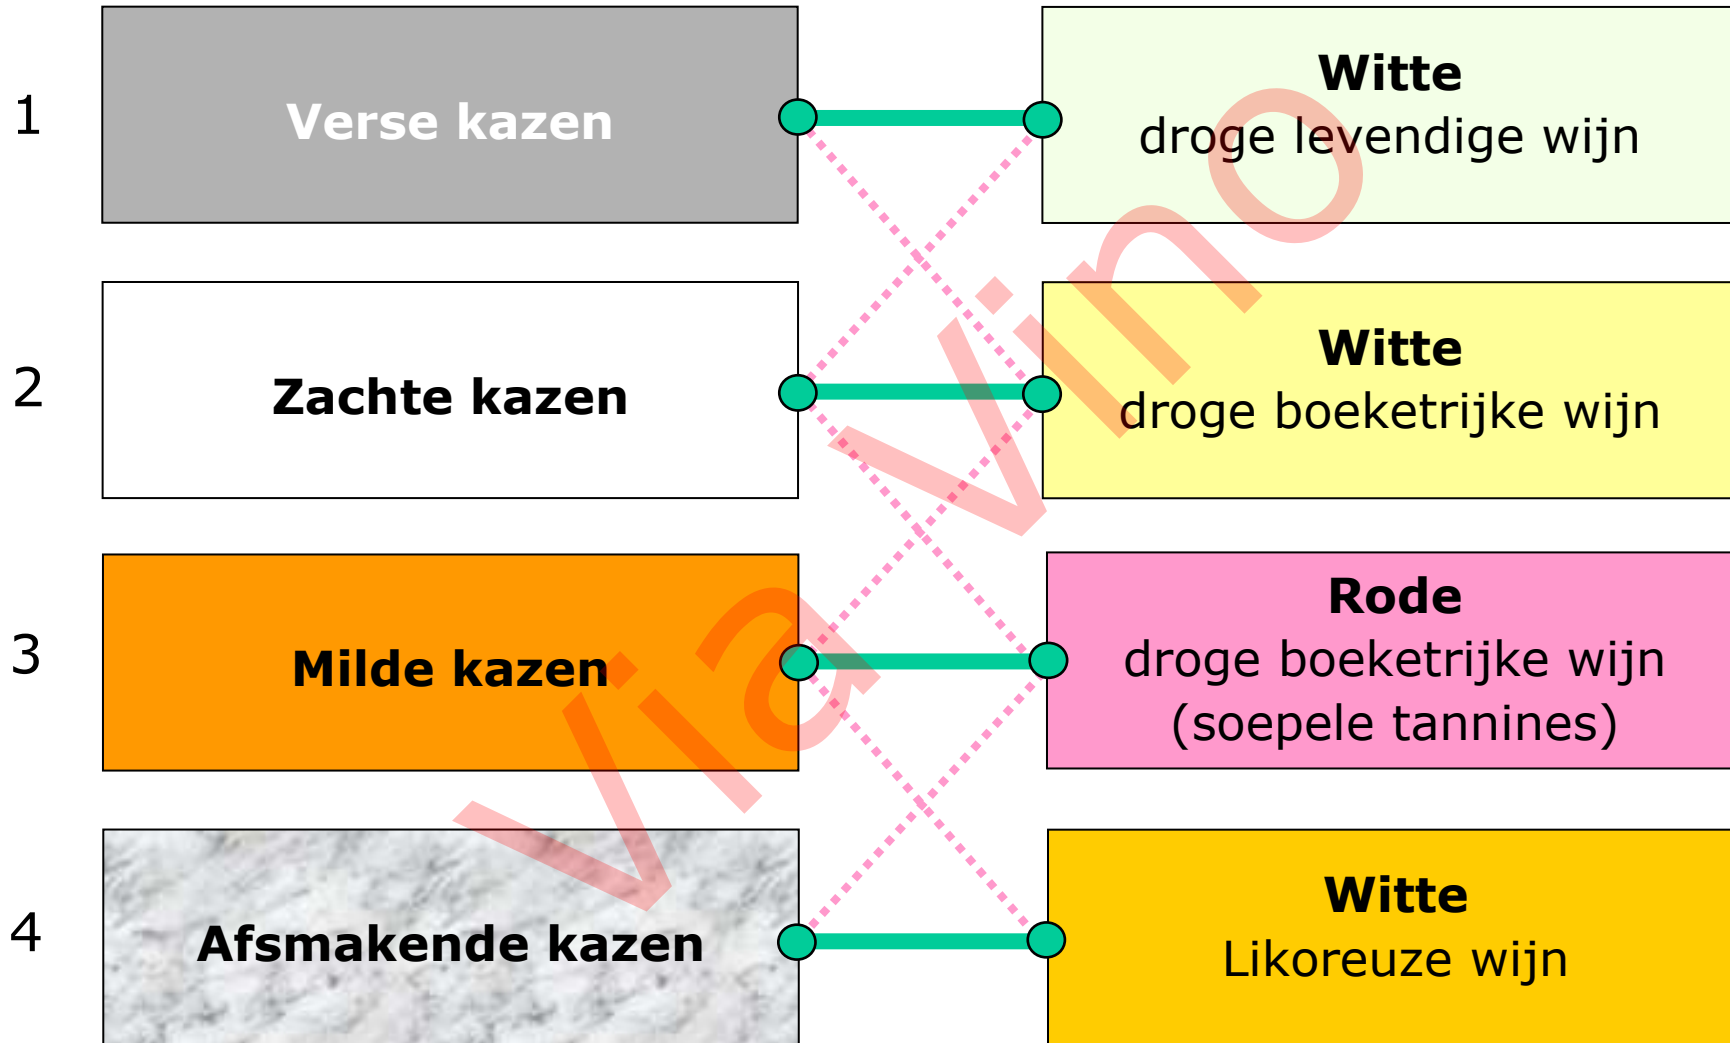 1
Verse kazen
Witte
droge levendige wijn
2
Zachte kazen
Witte
droge boeketrijke wijn
3
Milde kazen
Rode
droge boeketrijke wijn
(soepele tannines)
4
Afsmakende kazen
Witte
Likoreuze wijn
Via Vino